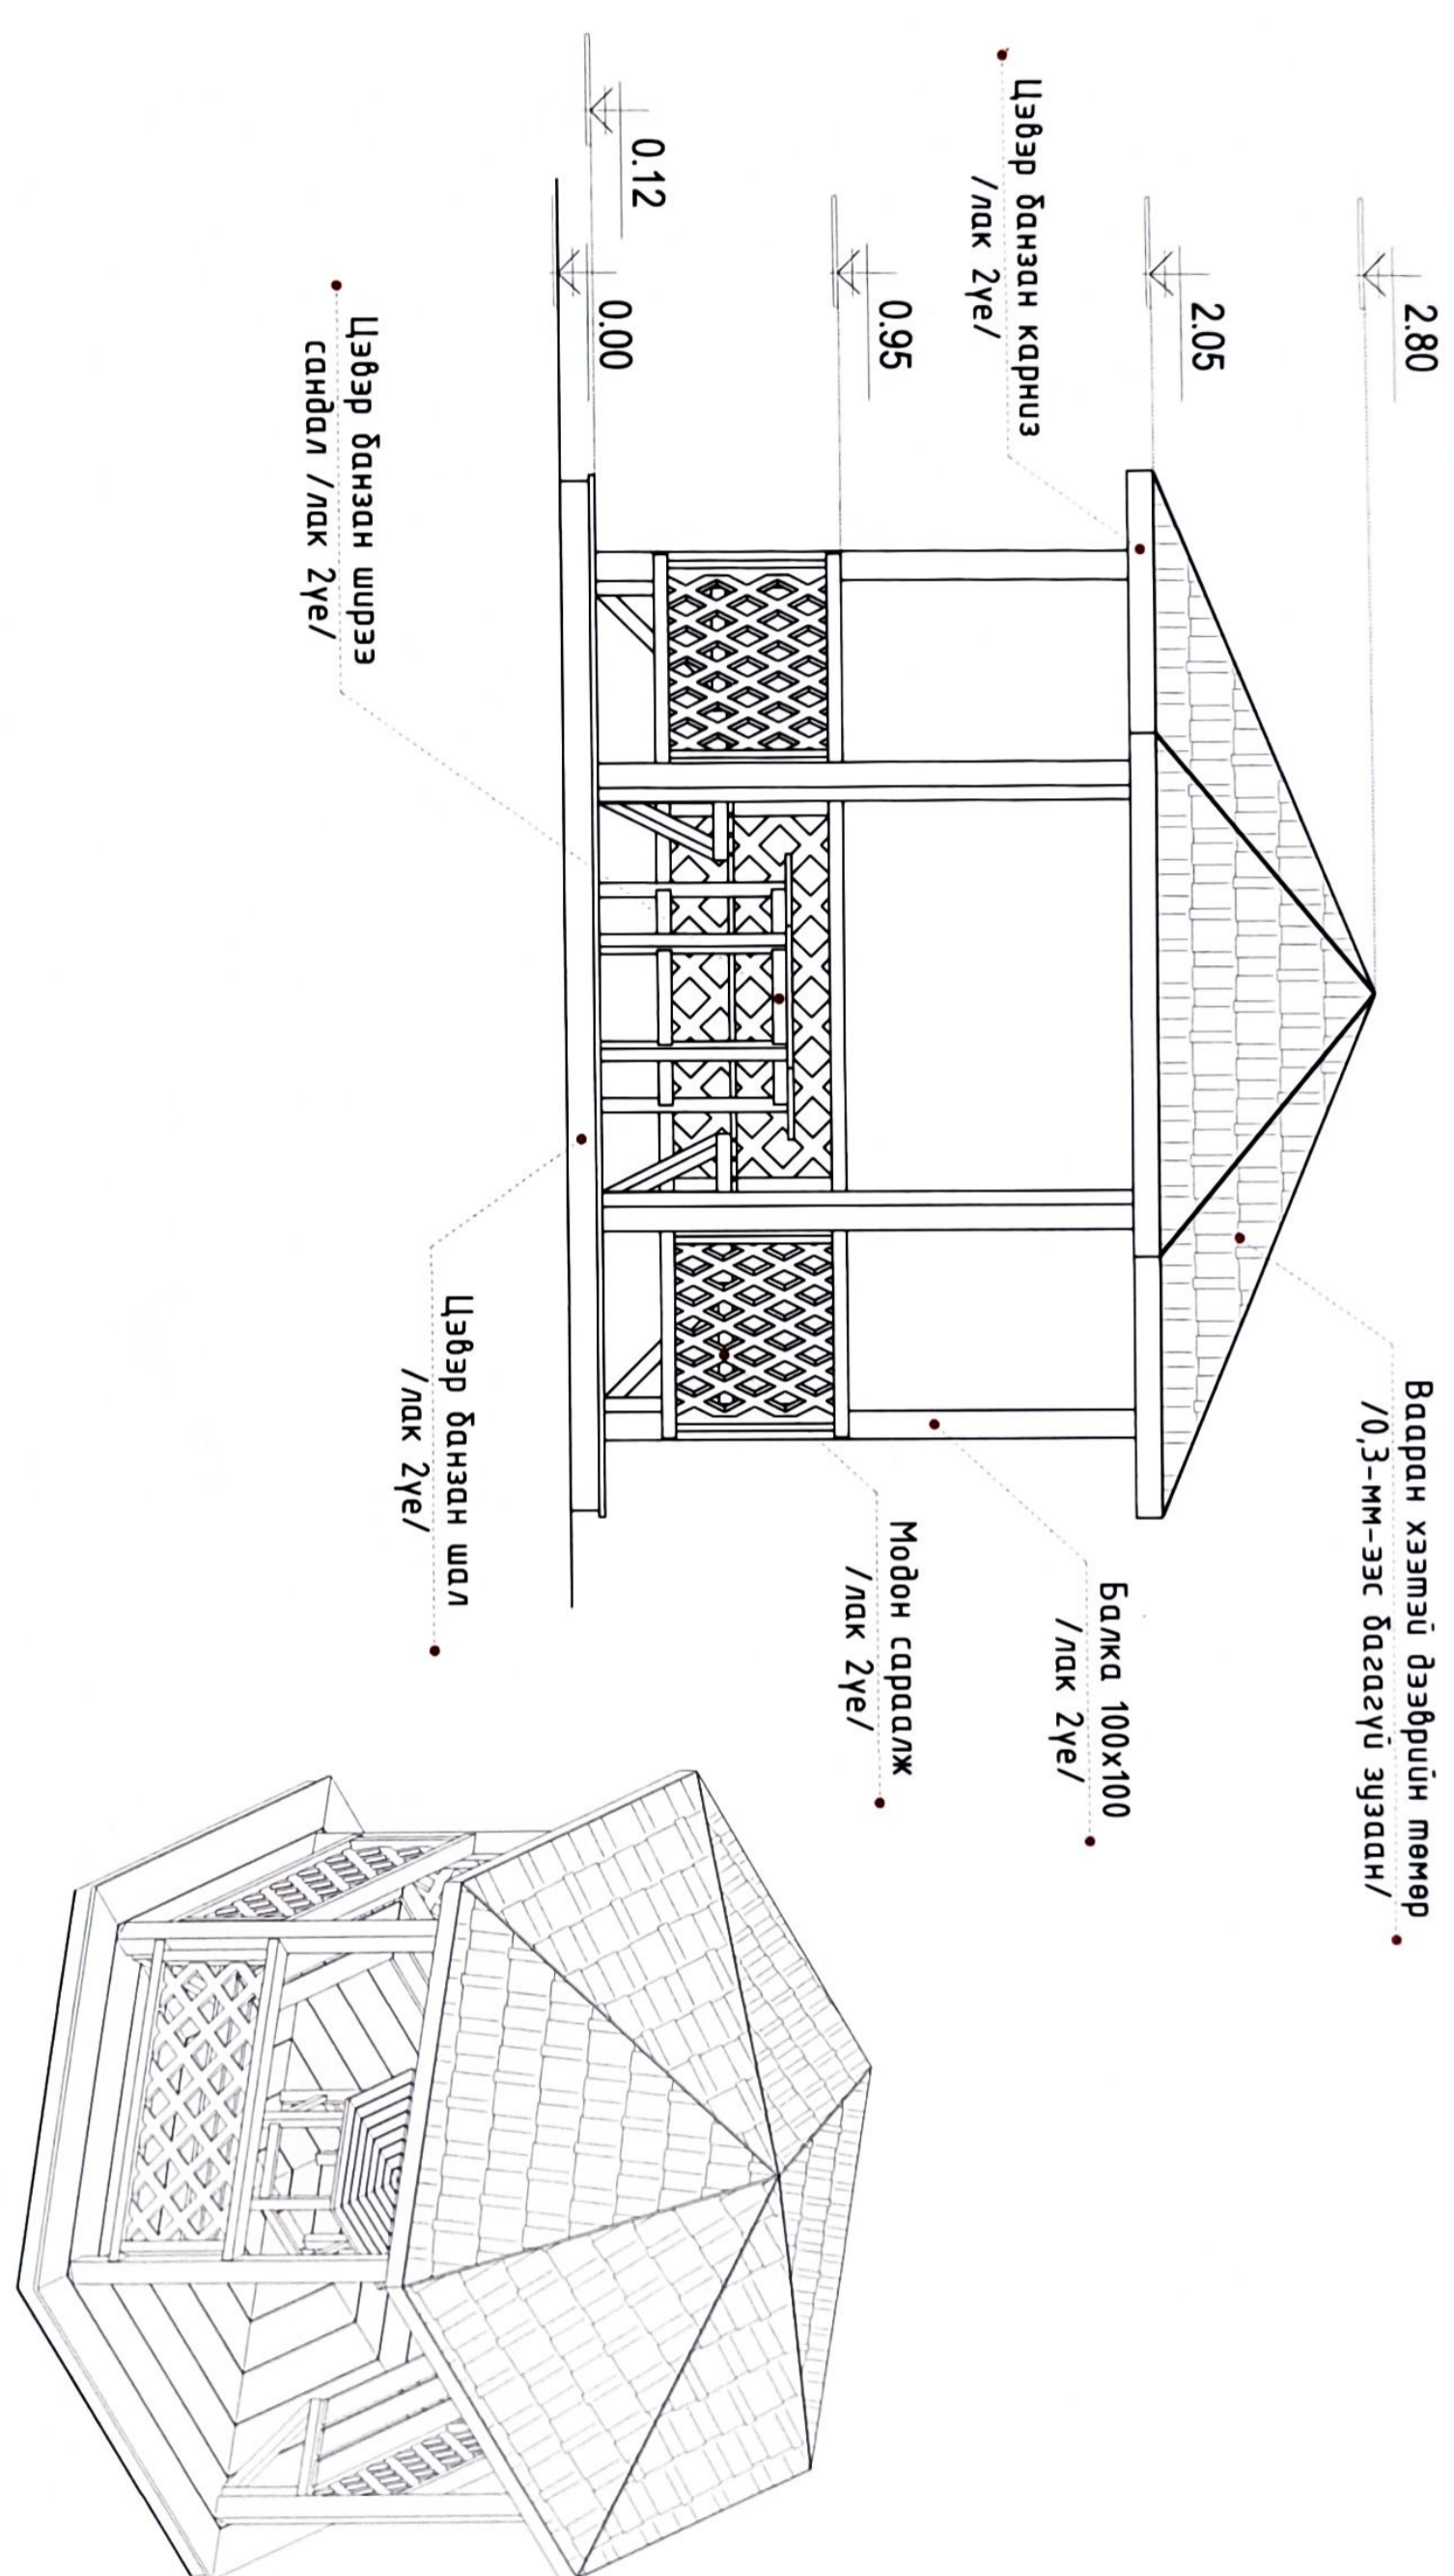 2.80
2.05
0.95
0.12
0.00
Цэвэр банзан карниз
/лак 2үе/
Цэвэр банзан ширээ
сандал /лак 2үе/
Вааран хээтэй дээврийн төмөр
/0,3-мм-ээс багагүй зузаан/
Балка 100х100
/лак 2үе/
Модон сараалж
/лак 2үе/
Цэвэр банзан шал
/лак 2үе/